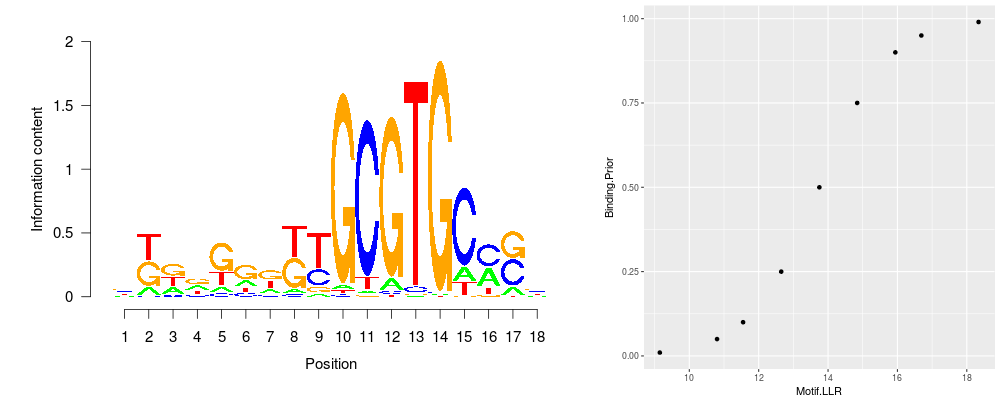 2
1.5
1
0.5
0
Information content
1 2 3 4 5 6 7 8 9 10 11 12 13 14 15 16 17 18
Position
T G
G T A
G A
G T A
G A T
G T A
T G A
T C G
G A T
C T
G A C
T C
G
C A T
C A T
G C A
1.00
0.75
0.50
0.25
0.00
Binding.Prior
10 12 14 16 18
Motif.LLR